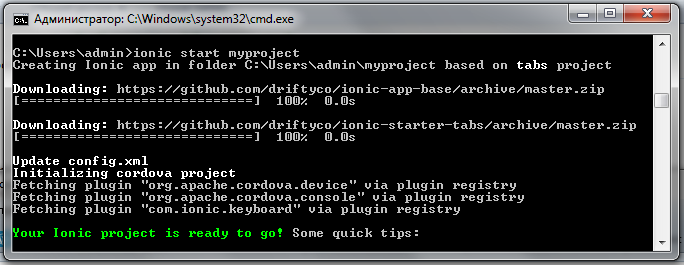 Администратор: C:\Windows\system32\cmd.exe
C:\Users\admin>ionic start myproject
Creating Ionic app in folder C:\Users\admin\myproject based on tabs project
Downloading: https://github.com/driftyco/ionic-app-base/archive/master.zip
[=============================] 100% 0.0s
Downloading: https://github.com/driftyco/ionic-starter-tabs/archive/master.zip
[=============================] 100% 0.0s
Update config.xml
Initializing cordova project
Fetching plugin "org.apache.cordova.device" via plugin registry
Fetching plugin "org.apache.cordova.console" via plugin registry
Fetching plugin "com.ionic.keyboard" via plugin registry
Your Ionic project is ready to go! Some quick tips: